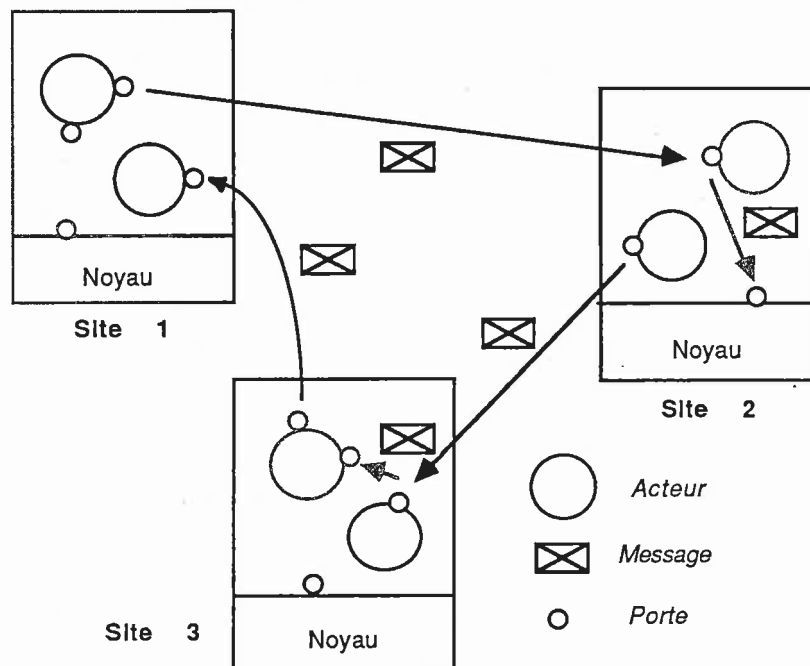 Noyau
Site 1
Noyau
Site 2
Acteur
Message
Porte
Site 3
Noyau